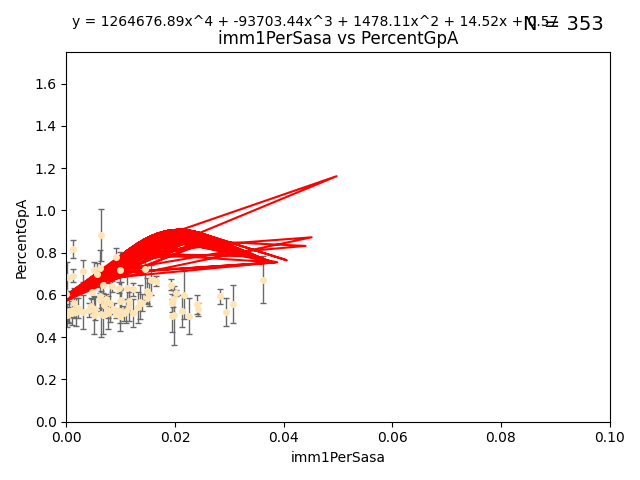 y = 1264676.89x^4 + -93703.44x^3 + 1478.11x^2 + 14.52x + 0.57
N = 353
imm1PerSasa vs PercentGpA
PercentGpA
1.6
1.4
1.2
1.0
0.8
0.6
0.4
0.2
0.0
0.00 0.02 0.04 0.06 0.08 0.10
imm1PerSasa